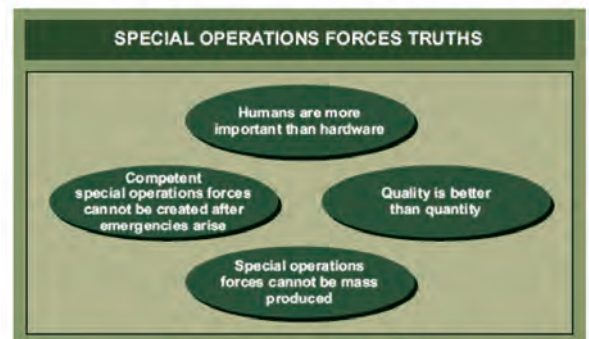 SPECIAL OPERATIONS FORCES TRUTHS
Humans are more
important than hardware
Competent
special operations forces
cannot be created after
emergencies arise
Quality is better
than quantity
Special operations
forces cannot be mass
produced